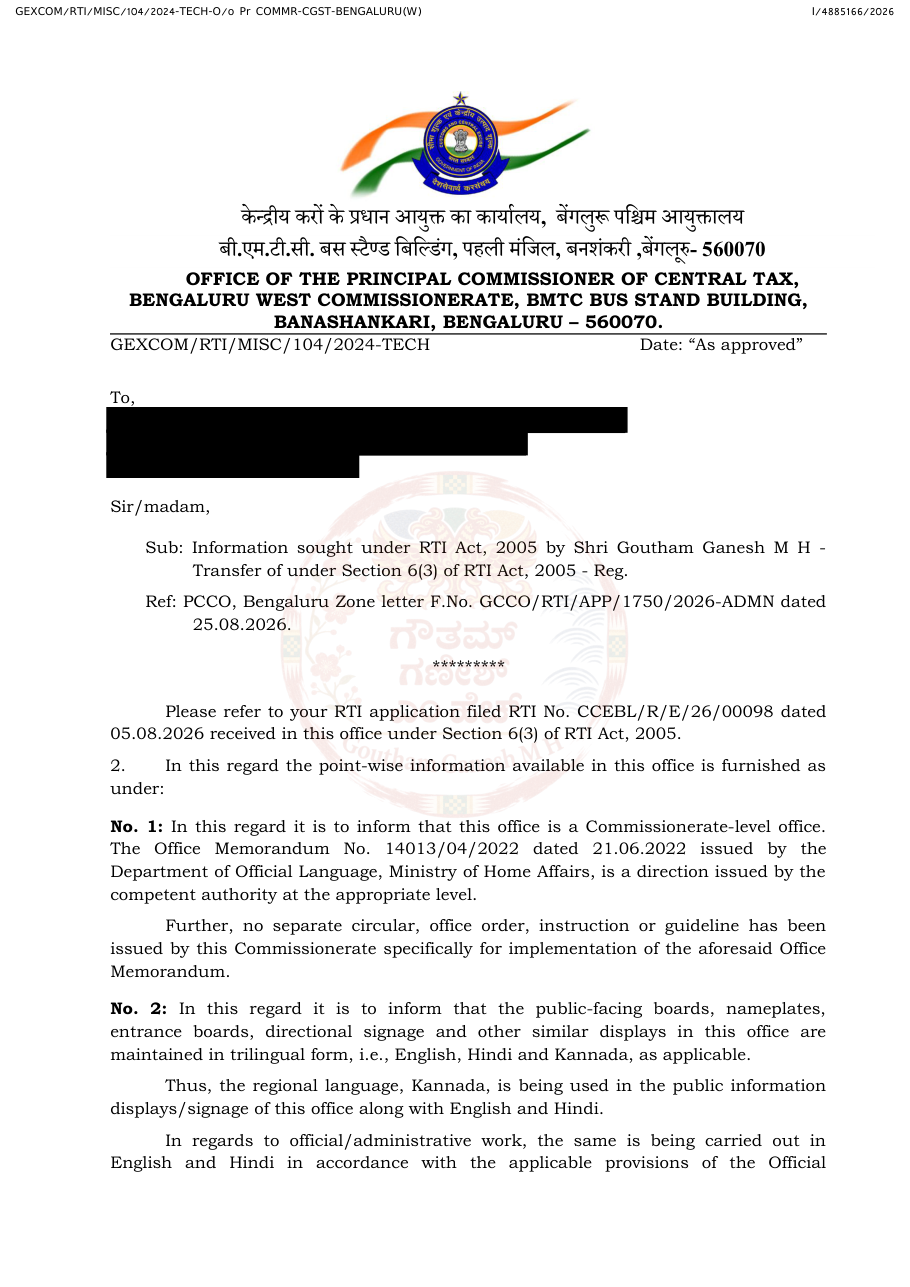 GEXCOM/RTI/MISC/104/2024-TECH-O/o Pr COMMR-CGST-BENGALURU(W)
I/4885166/2026
केन्द्रीय करों के प्रधान आयुक्त का कार्यालय, बेंगलुरू पश्चिम आयुक्तालय
बी.एम.टी.सी. बस स्टैण्ड बिल्डिंग, पहली मंजिल, बनशंकरी ,बेंगलूरु- 560070
OFFICE OF THE PRINCIPAL COMMISSIONER OF CENTRAL TAX,
BENGALURU WEST COMMISSIONERATE, BMTC BUS STAND BUILDING,
BANASHANKARI, BENGALURU – 560070.
GEXCOM/RTI/MISC/104/2024-TECH
Date: “As approved”
To,
Sir/madam,
Sub: Information sought under RTI Act, 2005 by Shri Goutham Ganesh M H -
Transfer of under Section 6(3) of RTI Act, 2005 - Reg.
Ref: PCCO, Bengaluru Zone letter F.No. GCCO/RTI/APP/1750/2026-ADMN dated
25.08.2026.
*********
ಗೌತಮ್
ಗಣೇಶ್
ಎಂ ಹೆಚ್
Goutham Ganesh M H
Please refer to your RTI application filed RTI No. CCEBL/R/E/26/00098 dated
05.08.2026 received in this office under Section 6(3) of RTI Act, 2005.
2. In this regard the point-wise information available in this office is furnished as
under:
No. 1: In this regard it is to inform that this office is a Commissionerate-level office.
The Office Memorandum No. 14013/04/2022 dated 21.06.2022 issued by the
Department of Official Language, Ministry of Home Affairs, is a direction issued by the
competent authority at the appropriate level.
Further, no separate circular, office order, instruction or guideline has been
issued by this Commissionerate specifically for implementation of the aforesaid Office
Memorandum.
No. 2: In this regard it is to inform that the public-facing boards, nameplates,
entrance boards, directional signage and other similar displays in this office are
maintained in trilingual form, i.e., English, Hindi and Kannada, as applicable.
Thus, the regional language, Kannada, is being used in the public information
displays/signage of this office along with English and Hindi.
In regards to official/administrative work, the same is being carried out in
English and Hindi in accordance with the applicable provisions of the Official